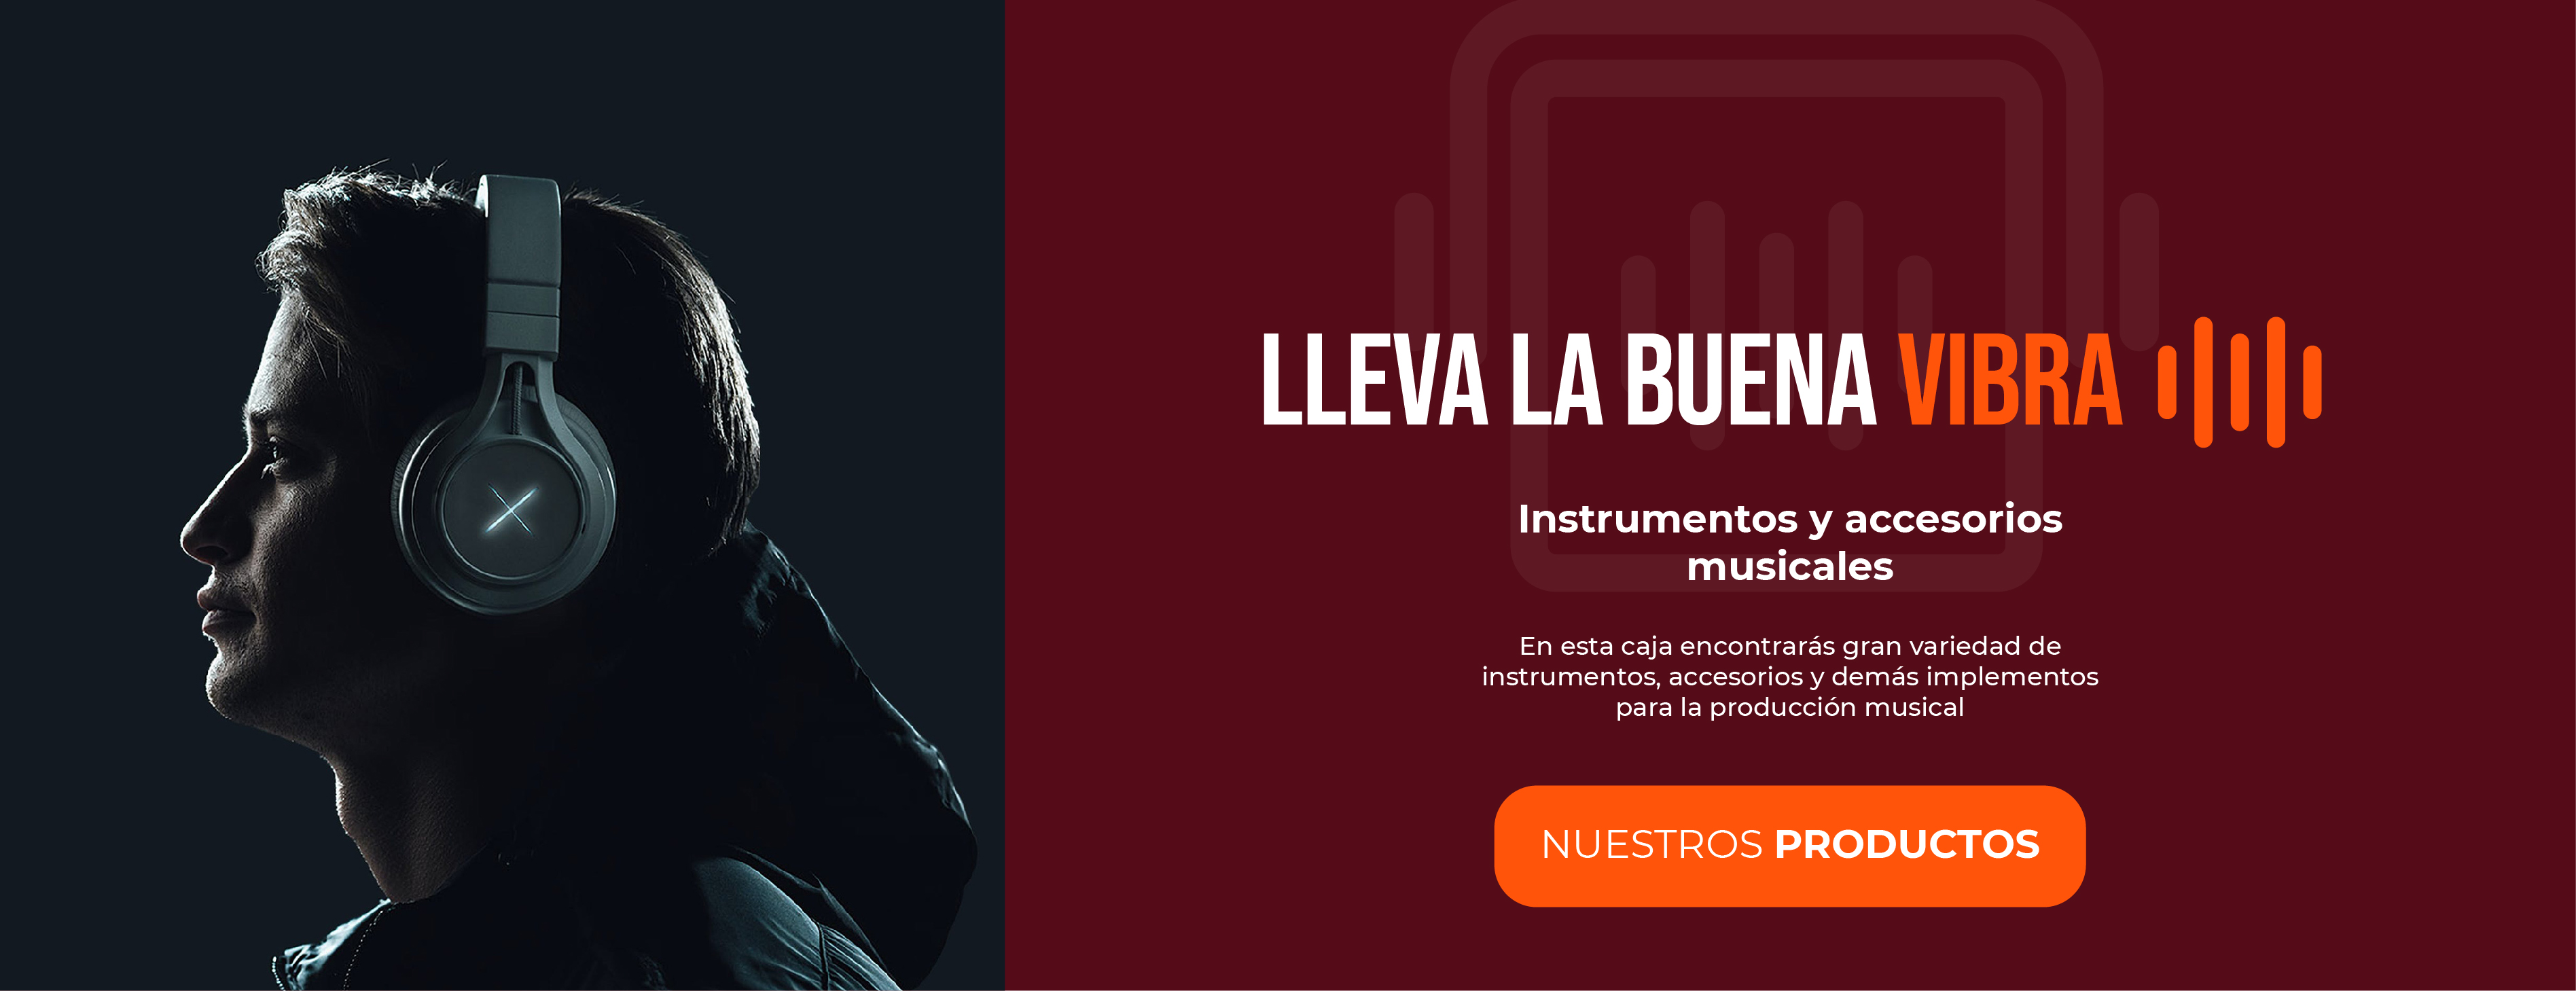 LLEVA LA BUENA VIBRA
Instrumentos y accesorios
musicales
En esta caja encontrarás gran variedad de
instrumentos, accesorios y demás implementos
para la producción musical
NUESTROS PRODUCTOS